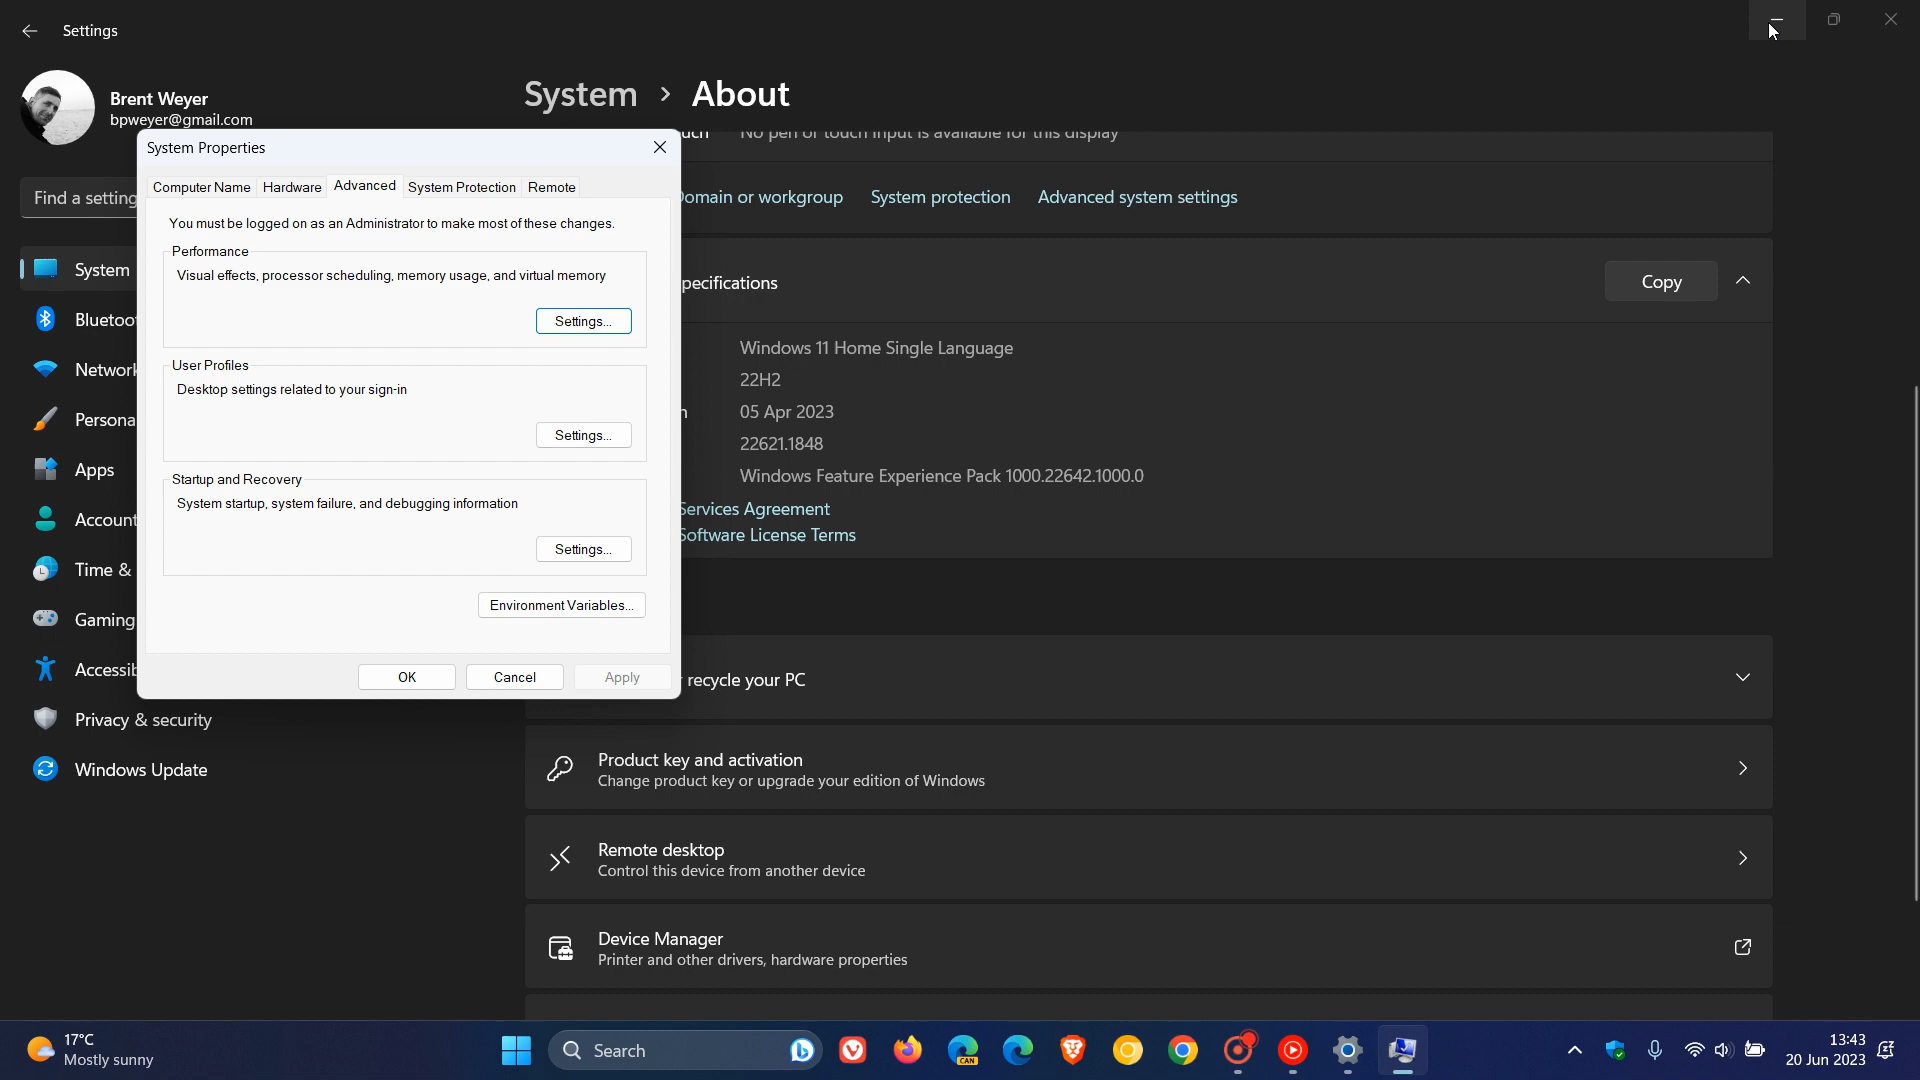 Settings
Brent Weyer
bpweyer@gmail.com
Find a setting
System
Network
Apps
Account
Time &
Gaming
Privacy & security
Windows Update
System Properties
Computer Name
Hardware
Advanced
System Protection
Remote
You must be logged on as an Administrator to make most of these changes.
Performance
Visual effects, processor scheduling, memory usage, and virtual memory
Settings...
User Profiles
Desktop settings related to your sign-in
Settings...
Startup and Recovery
System startup, system failure, and debugging information
Settings...
Environment Variables...
OK
Cancel
Apply
System > About
No pen or touch input is available for this display
Domain or workgroup
System protection
Advanced system settings
pecifications
Copy
Windows 11 Home Single Language
22H2
05 Apr 2023
22621.1848
Windows Feature Experience Pack 1000.22642.1000.0
Services Agreement
Software License Terms
recycle your PC
Product key and activation
Change product key or upgrade your edition of Windows
Remote desktop
Control this device from another device
Device Manager
Printer and other drivers, hardware properties
17°C
Mostly sunny
Search
CAN
13:43
20 Jun 2023